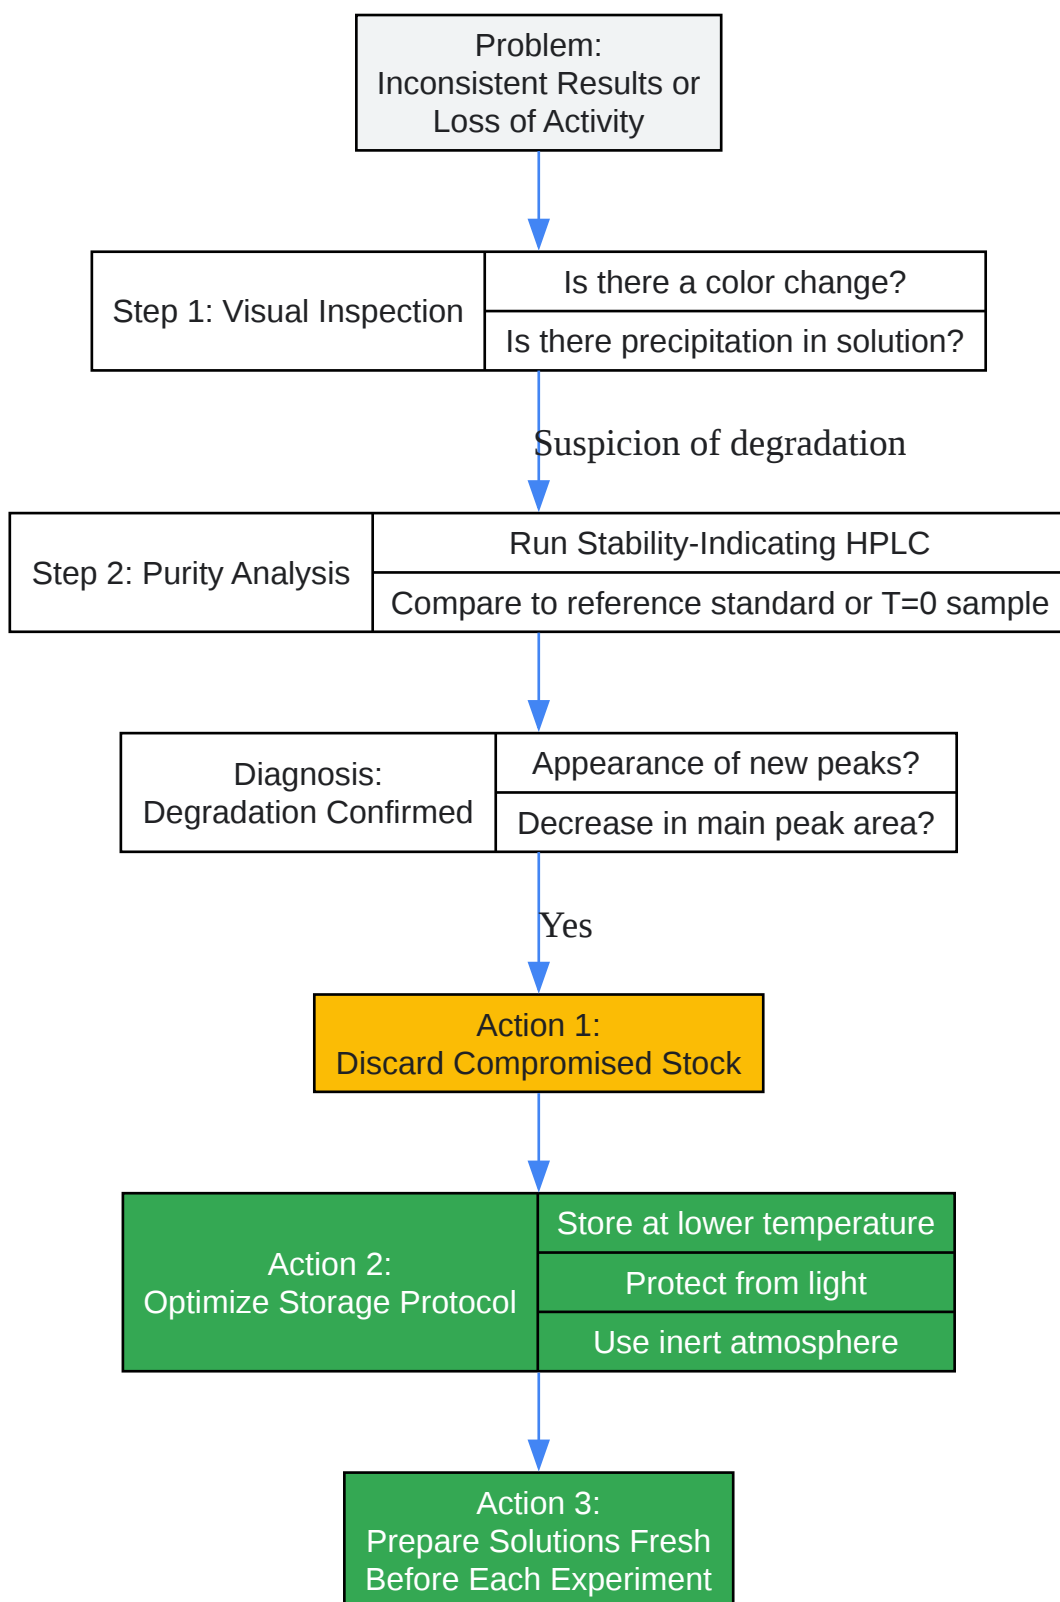 Problem:
Inconsistent Results or
Loss of Activity
Step 1: Visual Inspection
Is there a color change?
Is there precipitation in solution?
Suspicion of degradation
Step 2: Purity Analysis
Run Stability-Indicating HPLC
Compare to reference standard or T=0 sample
Diagnosis:
Degradation Confirmed
Appearance of new peaks?
Decrease in main peak area?
Yes
Action 1:
Discard Compromised Stock
Action 2:
Optimize Storage Protocol
Store at lower temperature
Protect from light
Use inert atmosphere
Action 3:
Prepare Solutions Fresh
Before Each Experiment